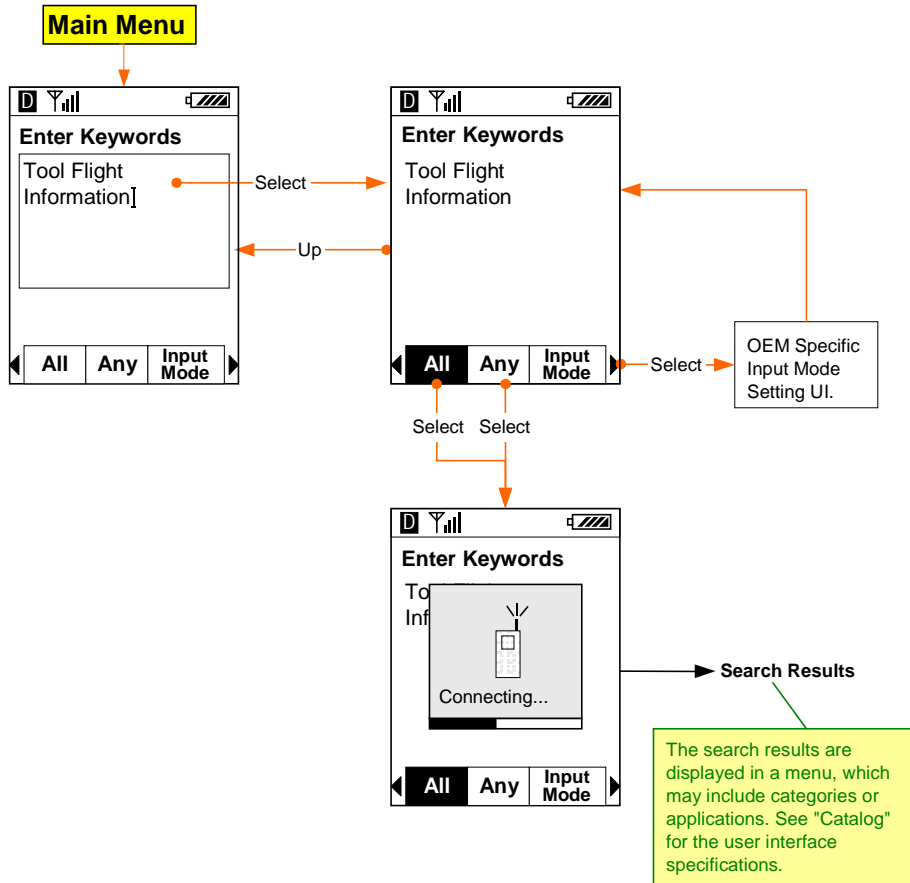 Main Menu
D
Enter Keywords
Tool Flight
Information
All
Any
Input
Mode
Select
Up
D
Enter Keywords
Tool Flight
Information
All
Any
Input
Mode
Select
OEM Specific
Input Mode
Setting UI.
Select
Select
D
Enter Keywords
To
Inf
Connecting...
All
Any
Input
Mode
Search Results
The search results are
displayed in a menu, which
may include categories or
applications. See "Catalog"
for the user interface
specifications.